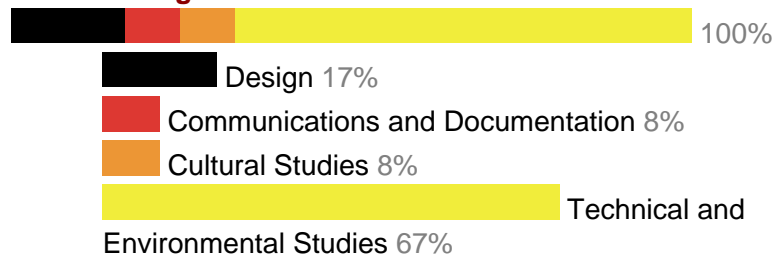 100%
Design 17%
Communications and Documentation 8%
Cultural Studies 8%
Technical and
Environmental Studies 67%